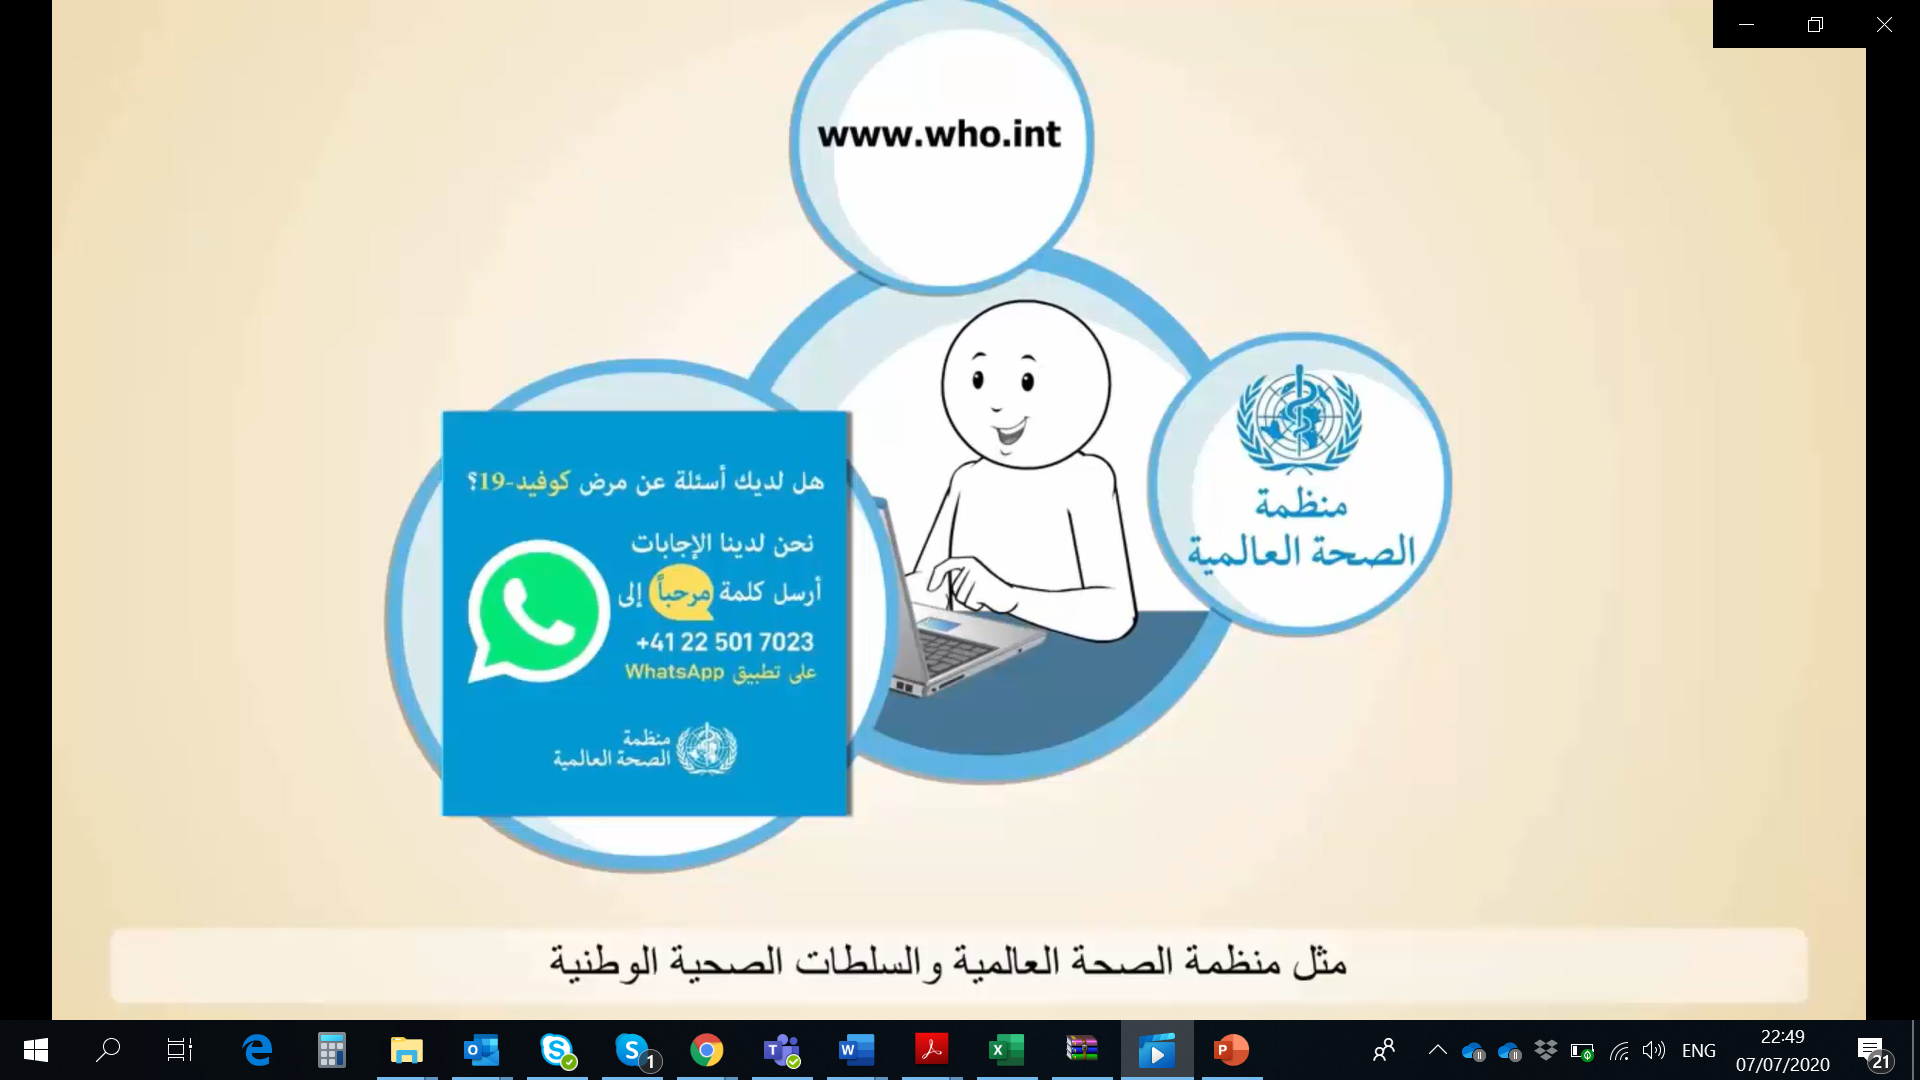 www.who.int
منظمة
الصحة العالمية
هل لديك أسئلة عن مرض كوفيد-19؟
نحن لدينا الإجابات
أرسل كلمة مرحباً إلى
+41 22 501 7023
على تطبيق WhatsApp
منظمة
الصحة العالمية
مثل منظمة الصحة العالمية والسلطات الصحية الوطنية
1
ENG
22:49
07/07/2020
21